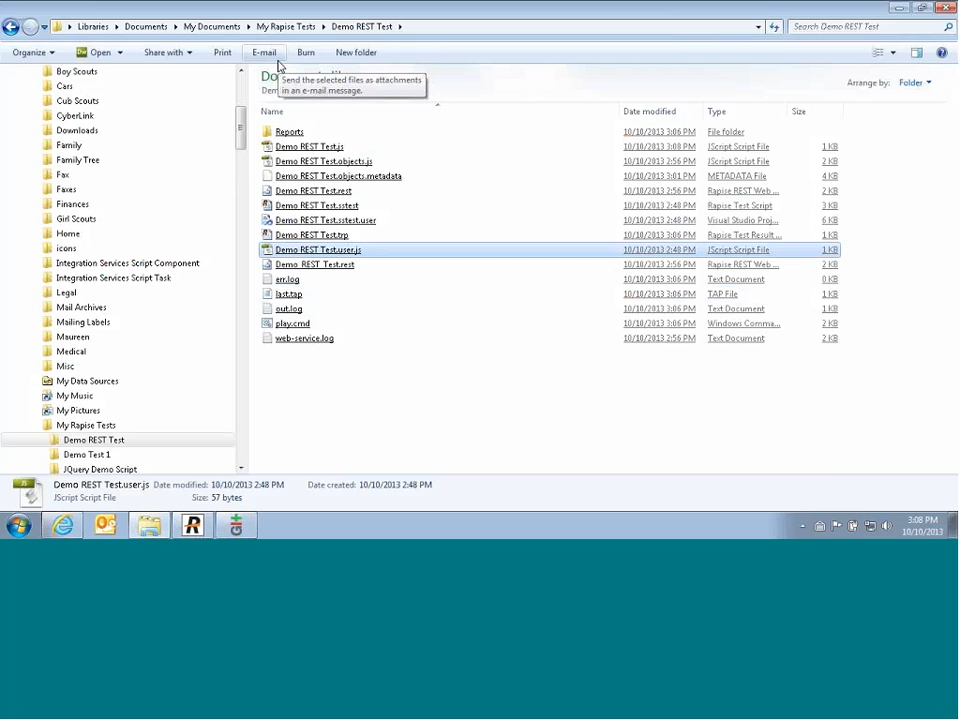 Libraries ▸ Documents ▸ My Documents ▸ My Rapise Tests ▸ Demo REST Test ▸
Search Demo REST Test
Organize Open Share with Print E-mail Burn New folder
Send the selected files as attachments
in an e-mail message.
Arrange by: Folder
Name Date modified Type Size
Boy Scouts
Cars
Cub Scouts
CyberLink
Downloads
Family
Family Tree
Fax
Faxes
Finances
Girl Scouts
Home
icons
Integration Services Script Component
Integration Services Script Task
Legal
Mail Archives
Mailing Labels
Maureen
Medical
Misc
My Data Sources
My Music
My Pictures
My Rapise Tests
Demo REST Test
Demo Test 1
JQuery Demo Script
Reports 10/10/2013 3:06 PM File folder
Demo REST Test.js 10/10/2013 3:08 PM JScript Script File 1 KB
Demo REST Test.objects.js 10/10/2013 2:56 PM JScript Script File 2 KB
Demo REST Test.objects.metadata 10/10/2013 3:01 PM METADATA File 4 KB
Demo REST Test.rest 10/10/2013 2:56 PM Rapise REST Web ... 2 KB
Demo REST Test.sstest 10/10/2013 2:48 PM Rapise Test Script 3 KB
Demo REST Test.sstest.user 10/10/2013 2:48 PM Visual Studio Proj... 6 KB
Demo REST Test.trp 10/10/2013 3:06 PM Rapise Test Result ... 1 KB
Demo REST Test.user.js 10/10/2013 2:48 PM JScript Script File 1 KB
Demo_REST_Test.rest 10/10/2013 2:56 PM Rapise REST Web ... 2 KB
err.log 10/10/2013 3:06 PM Text Document 0 KB
last.tap 10/10/2013 3:06 PM TAP File 1 KB
out.log 10/10/2013 3:06 PM Text Document 2 KB
play.cmd 10/10/2013 3:06 PM Windows Comma... 2 KB
web-service.log 10/10/2013 2:56 PM Text Document 2 KB
Demo REST Test.user.js Date modified: 10/10/2013 2:48 PM Date created: 10/10/2013 2:48 PM
JScript Script File Size: 57 bytes
3:08 PM
10/10/2013